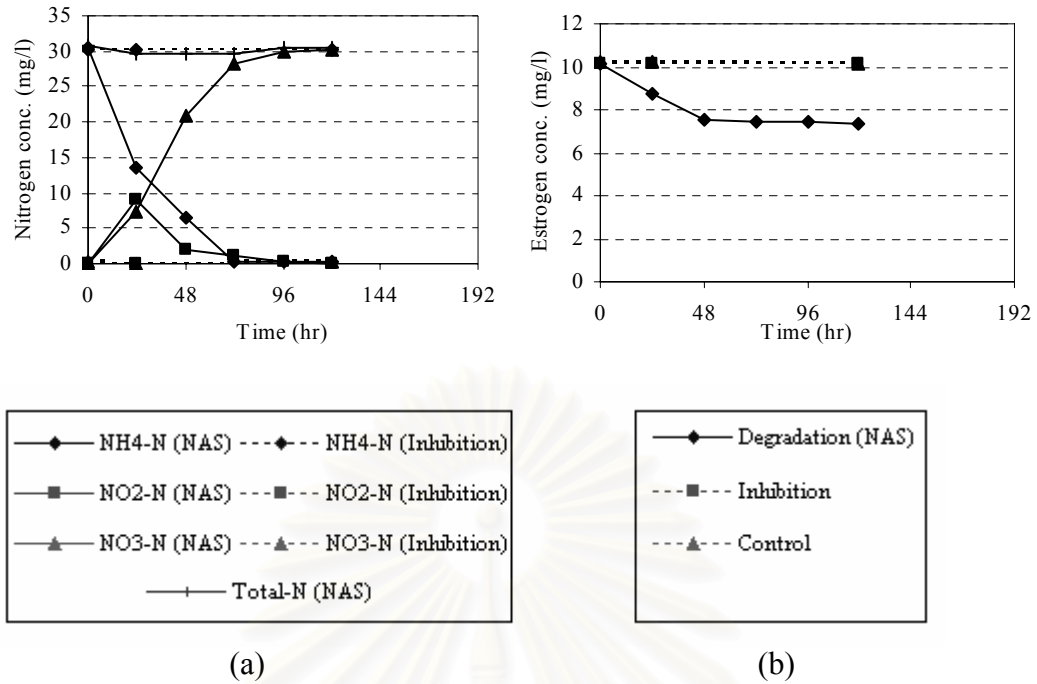 35
30
25
20
15
10
5
0
Nitrogen conc. (mg/l)
0 48 96 144 192
Time (hr)
12
10
8
6
4
2
0
Estrogen conc. (mg/l)
0 48 96 144 192
Time (hr)
NH4-N (NAS) NH4-N (Inhibition)
NO2-N (NAS) NO2-N (Inhibition)
NO3-N (NAS) NO3-N (Inhibition)
Total-N (NAS)
Degradation (NAS)
Inhibition
Control
(a) (b)